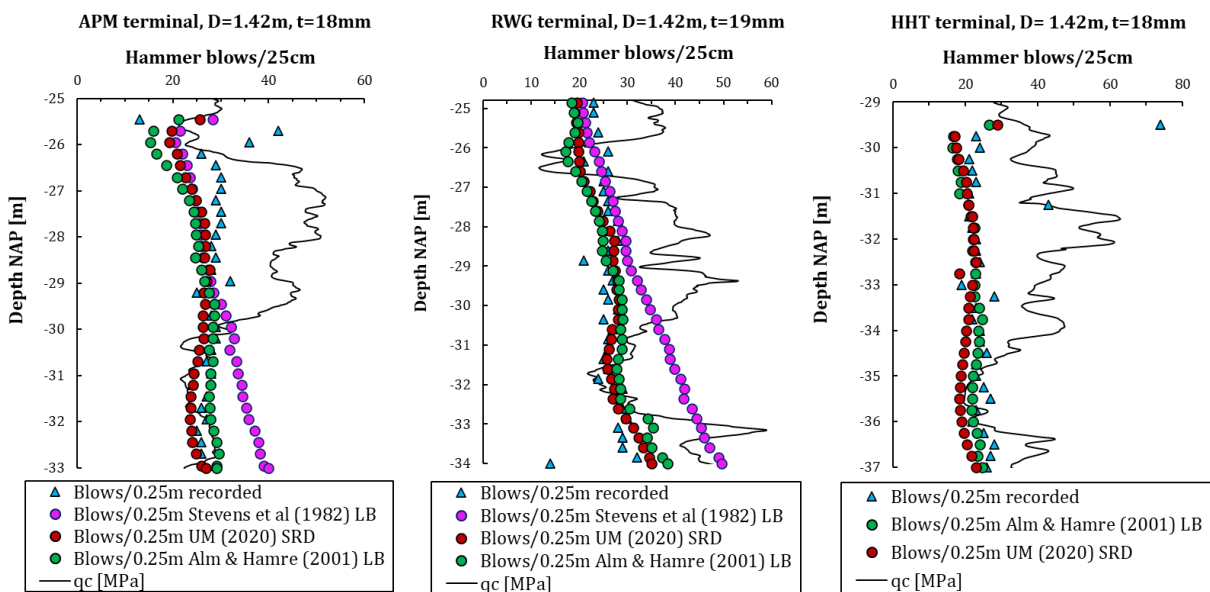 APM terminal, D=1.42m, t=18mm
Hammer blows/25cm
0 20 40 60
Depth NAP [m]
-25
-26
-27
-28
-29
-30
-31
-32
-33
Blows/0.25m recorded
Blows/0.25m Stevens et al (1982) LB
Blows/0.25m UM (2020) SRD
Blows/0.25m Alm & Hamre (2001) LB
qc [MPa]
RWG terminal, D=1.42m, t=19mm
Hammer blows/25cm
0 10 20 30 40 50 60
Depth NAP [m]
-25
-26
-27
-28
-29
-30
-31
-32
-33
-34
Blows/0.25m recorded
Blows/0.25m Stevens et al (1982) LB
Blows/0.25m UM (2020) SRD
Blows/0.25m Alm & Hamre (2001) LB
qc [MPa]
HHT terminal, D= 1.42m, t=18mm
Hammer blows/25cm
0 20 40 60 80
Depth NAP [m]
-29
-30
-31
-32
-33
-34
-35
-36
-37
Blows/0.25m recorded
Blows/0.25m Alm & Hamre (2001) LB
Blows/0.25m UM (2020) SRD
qc [MPa]